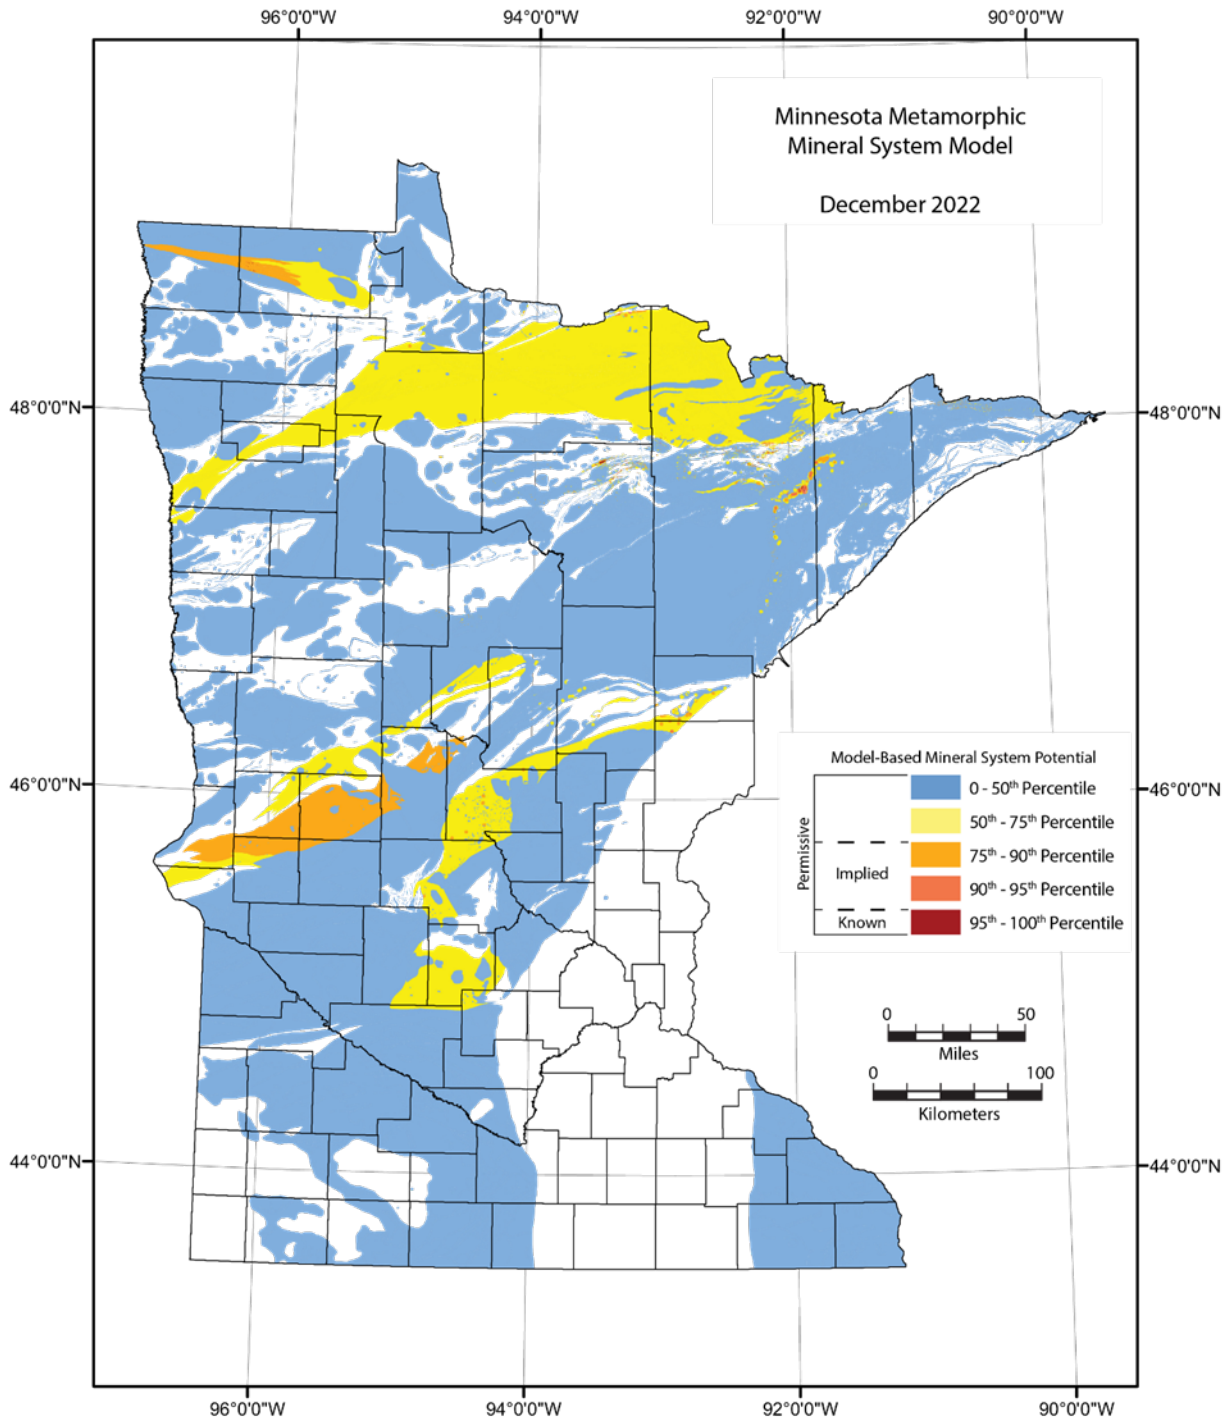 96°0'0"W 94°0'0"W 92°0'0"W 90°0'0"W
Minnesota Metamorphic
Mineral System Model
December 2022
48°0'0"N 48°0'0"N
46°0'0"N 46°0'0"N
Model-Based Mineral System Potential
Permissive
Implied
Known
0 - 50th Percentile
50th - 75th Percentile
75th - 90th Percentile
90th - 95th Percentile
95th - 100th Percentile
0 50
Miles
0 100
Kilometers
44°0'0"N 44°0'0"N
96°0'0"W 94°0'0"W 92°0'0"W 90°0'0"W